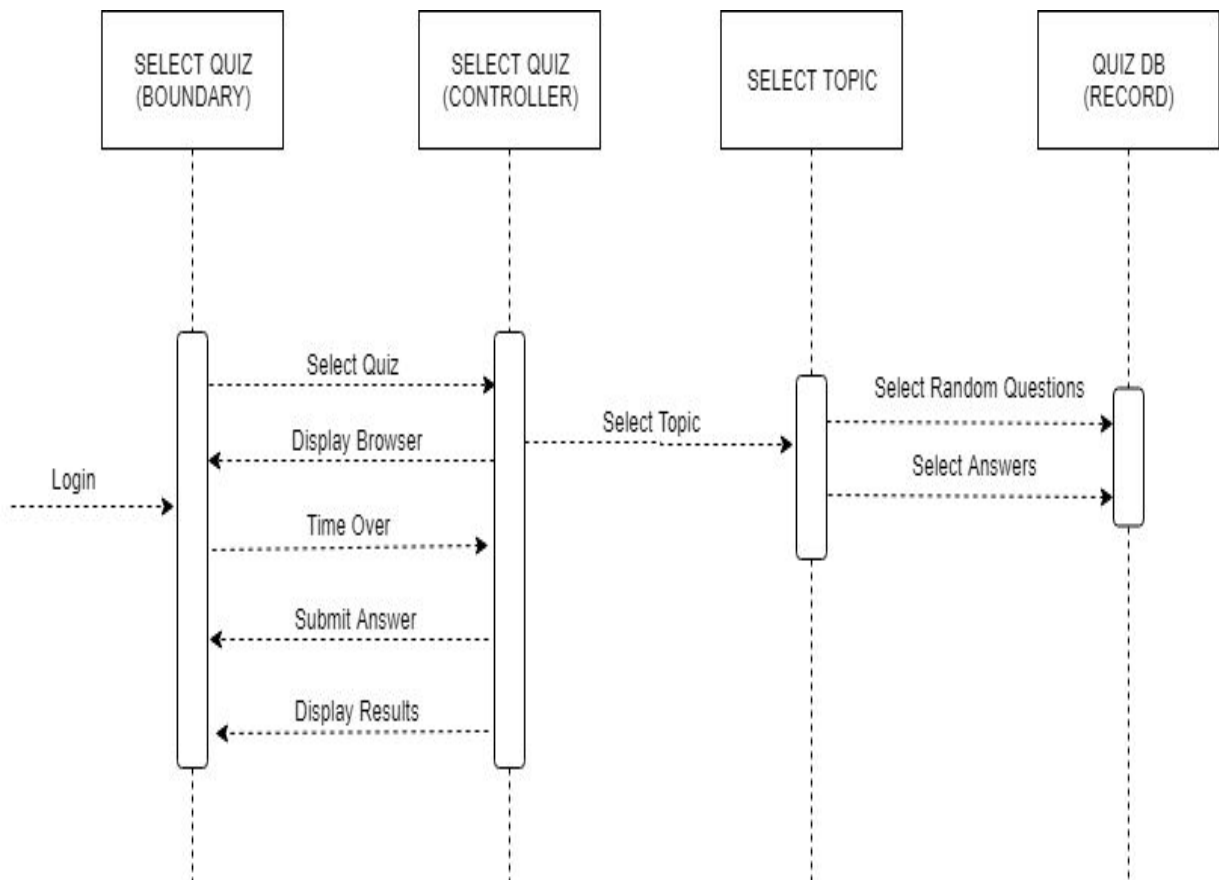 SELECT QUIZ
(BOUNDARY)
SELECT QUIZ
(CONTROLLER)
SELECT TOPIC
QUIZ DB
(RECORD)
Select Quiz
Select Random Questions
Select Topic
Display Browser
Select Answers
Login
Time Over
Submit Answer
Display Results